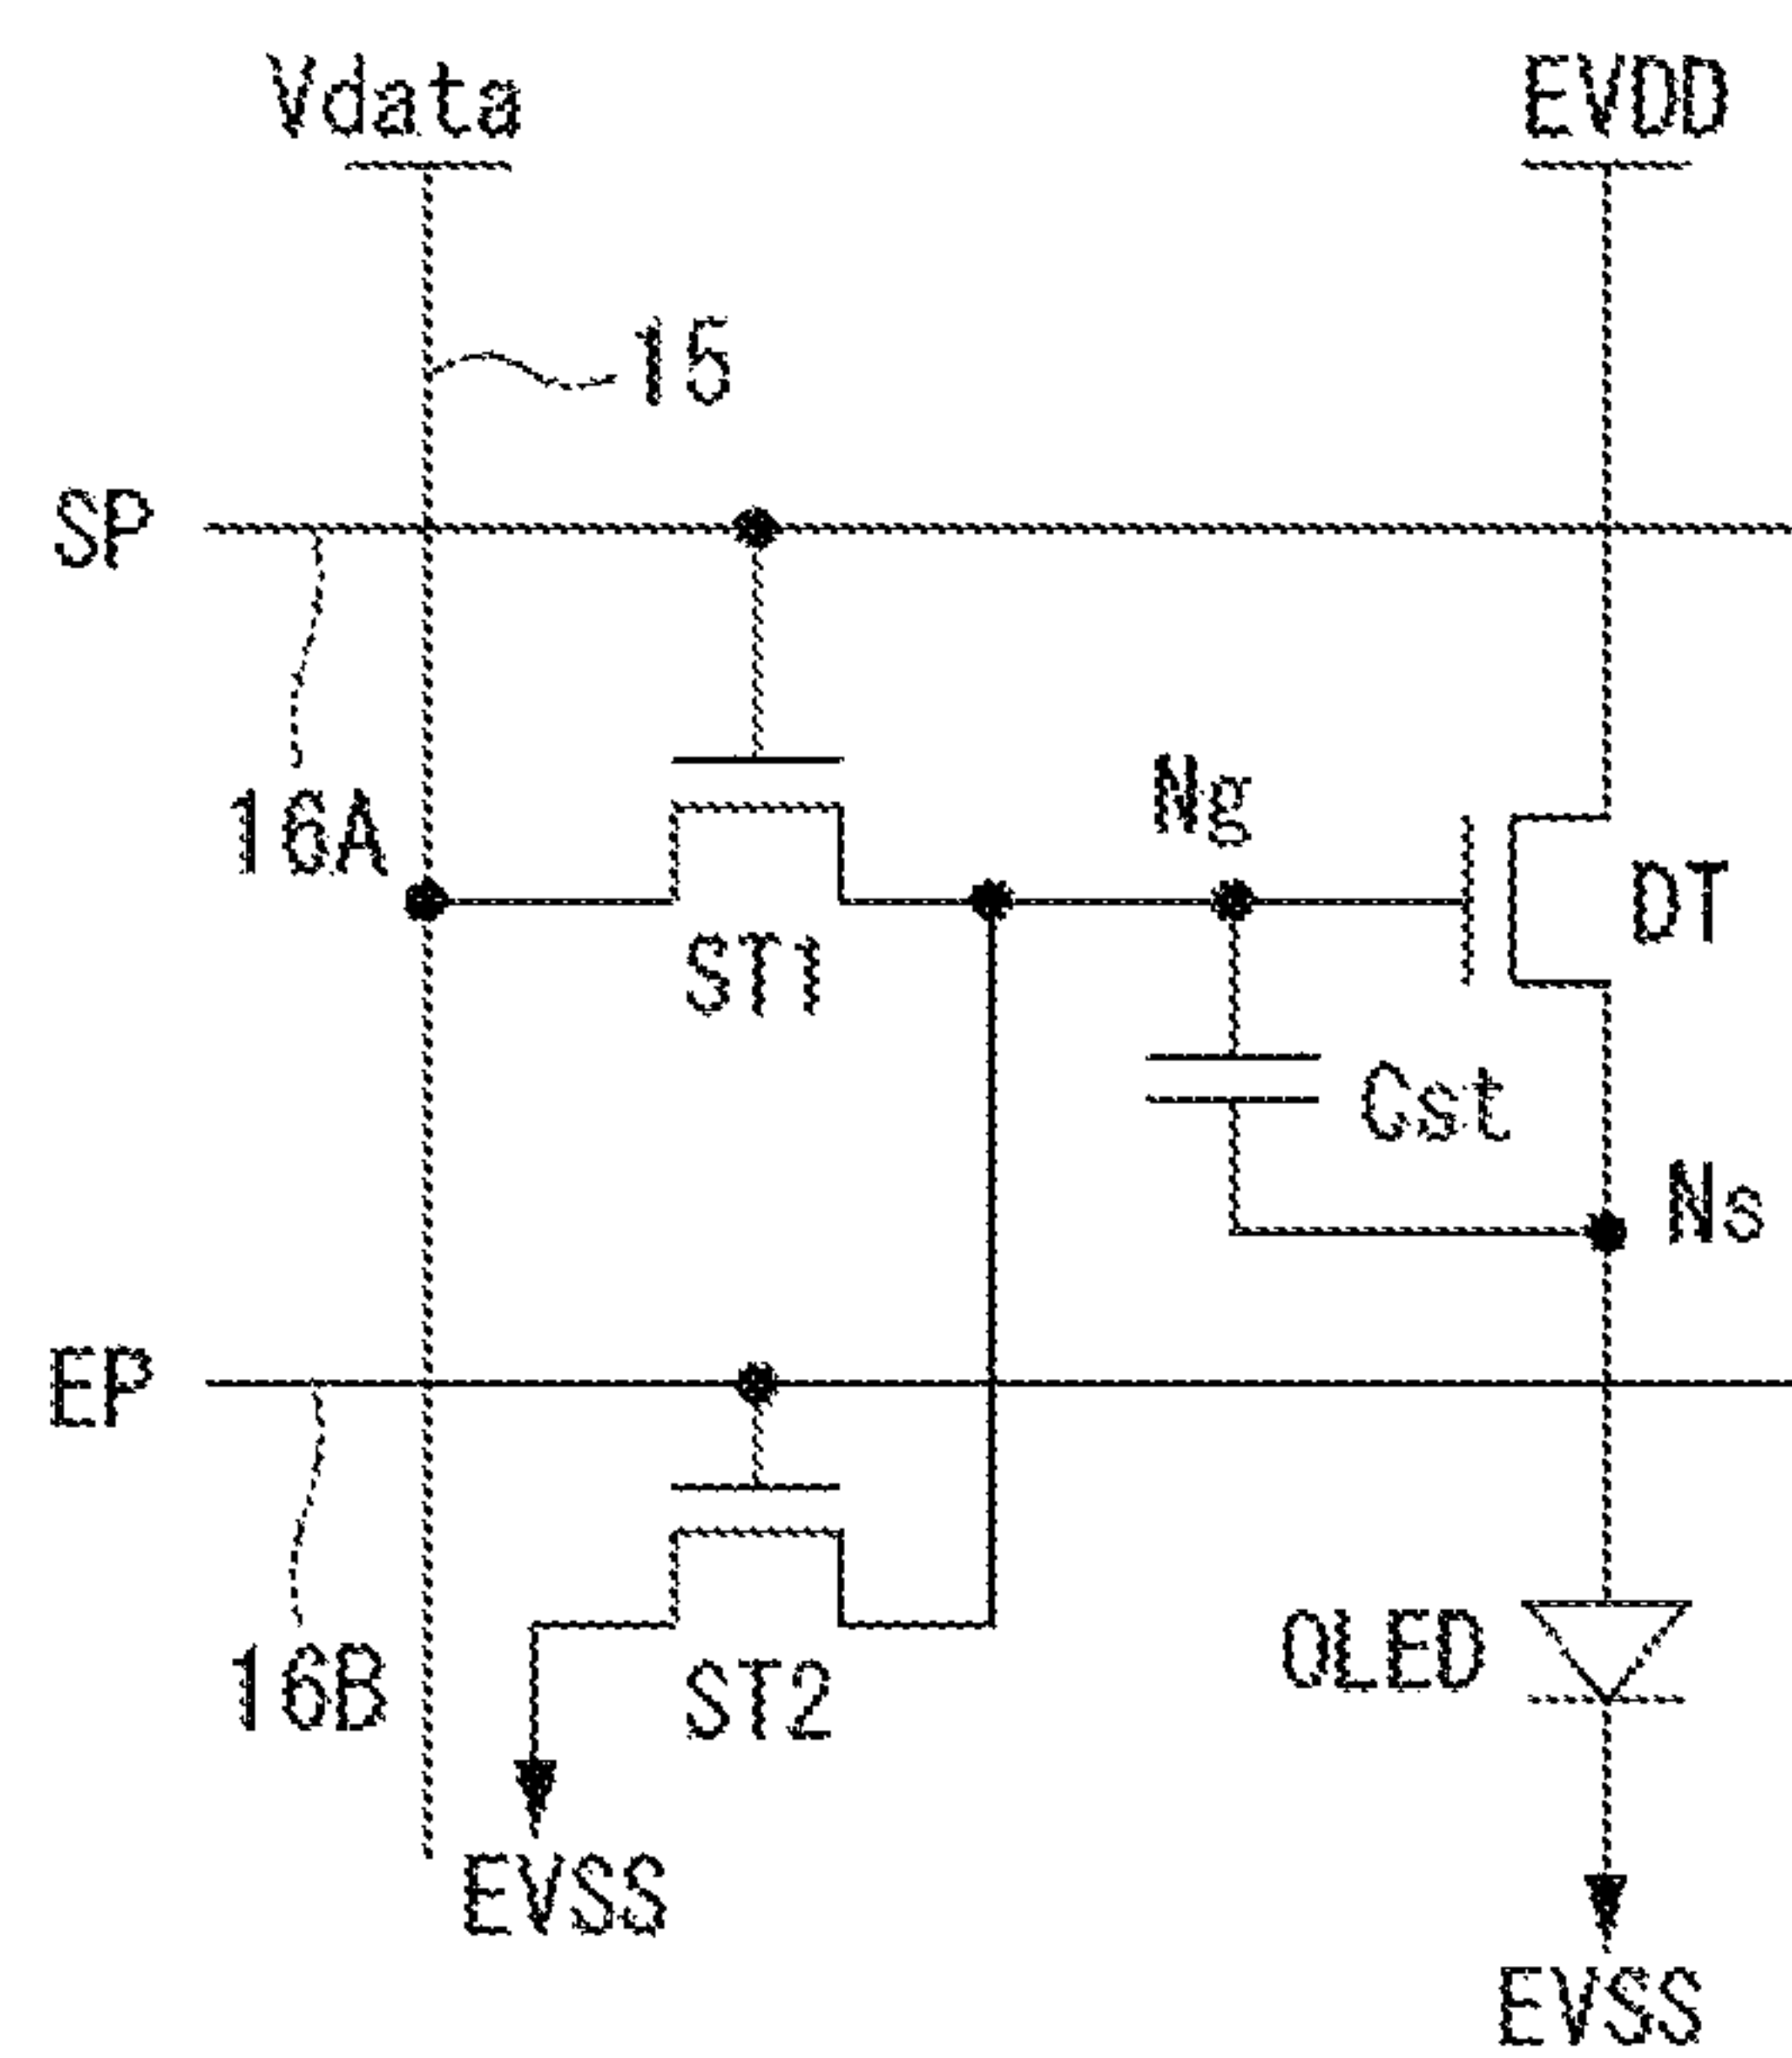 Vdata
EVDD
15
SP
16A
Ng
DT
ST1
Cst
Ns
EP
16B
ST2
OLED
EVSS
EVSS